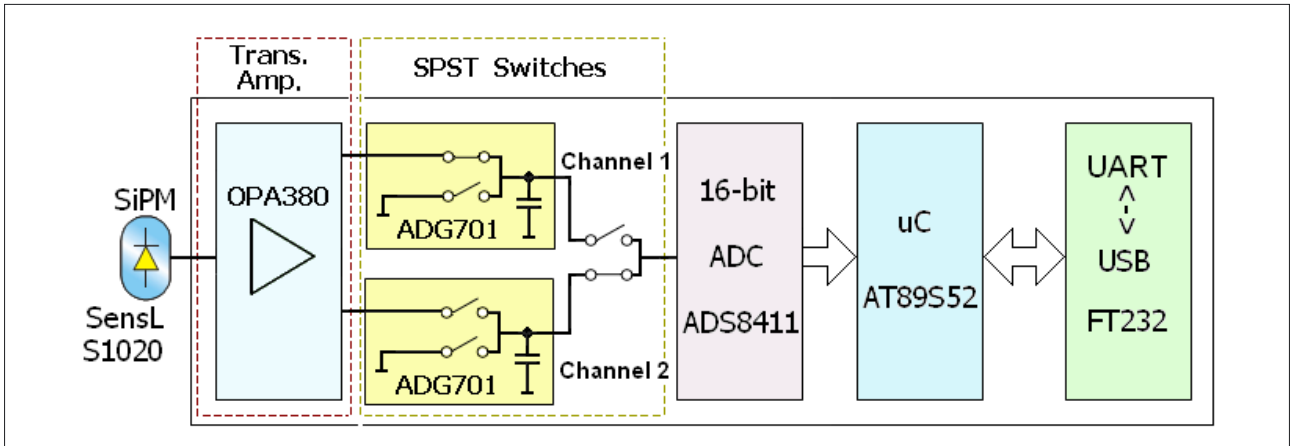 Trans.
Amp.
SPST Switches
SiPM
SensL
S1020
OPA380
Channel 1
ADG701
ADG701
Channel 2
16-bit
ADC
ADS8411
uC
AT89S52
UART
USB
FT232